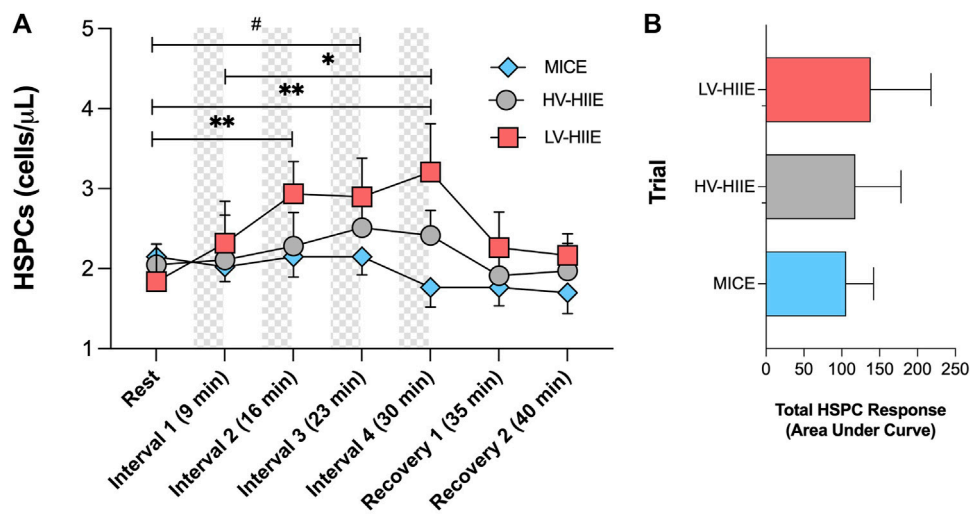 A
HSPCs (cells/μL)
5
4
3
2
1
#
*
**
**
MICE
HV-HIIE
LV-HIIE
Rest
Interval 1 (9 min)
Interval 2 (16 min)
Interval 3 (23 min)
Interval 4 (30 min)
Recovery 1 (35 min)
Recovery 2 (40 min)
B
Trial
LV-HIIE
HV-HIIE
MICE
0 50 100 150 200 250
Total HSPC Response
(Area Under Curve)